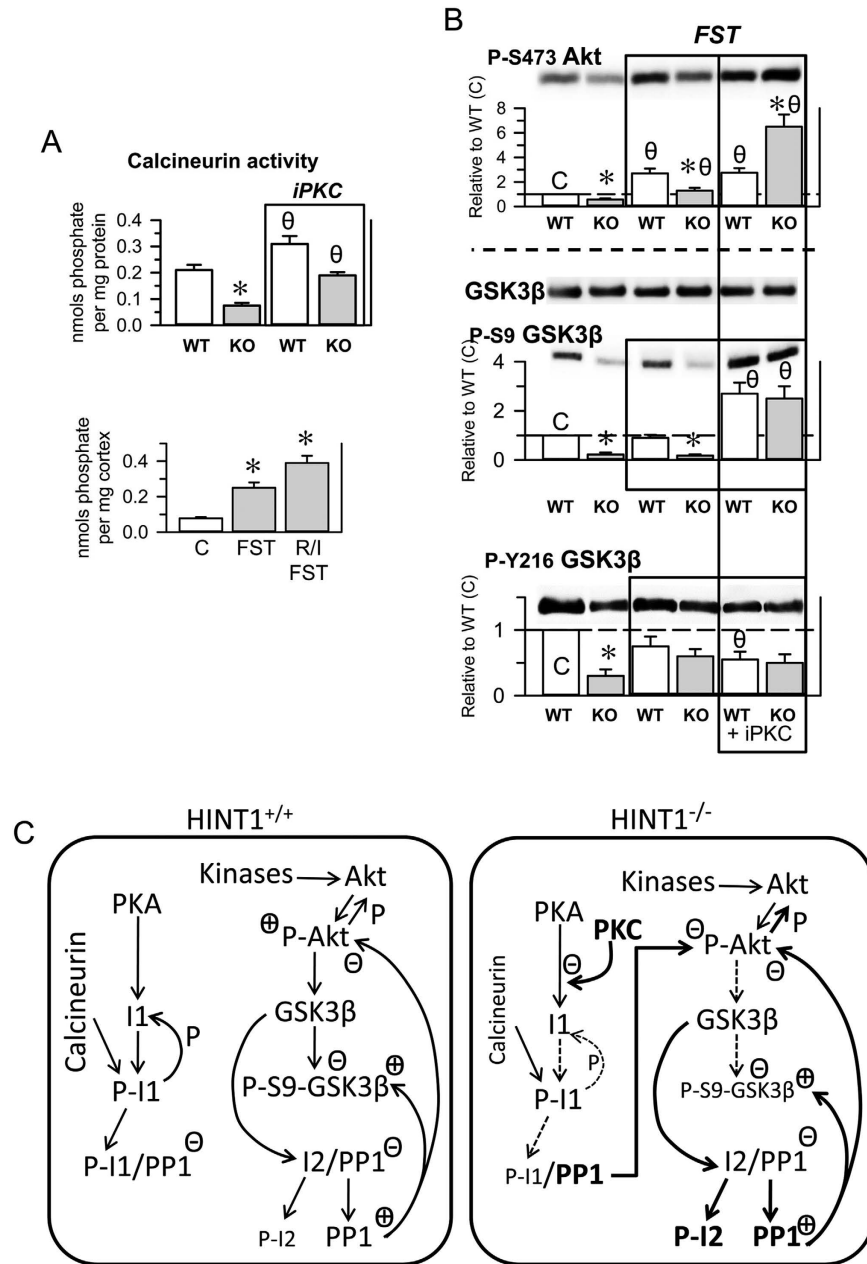 A
Calcineurin activity
iPKC
nmols phosphate
per mg protein
0.4
0.3
0.2
0.1
0.0
*
θ
θ
WT KO WT KO
nmols phosphate
per mg cortex
0.4
0.2
0.0
*
*
C FST R/I
FST
B
FST
P-S473 Akt
Relative to WT (C)
8
6
4
2
0
C
*
θ
*θ
θ
*θ
WT KO WT KO WT KO
GSK3β
P-S9 GSK3β
Relative to WT (C)
4
2
0
C
*
*
θ
θ
WT KO WT KO WT KO
P-Y216 GSK3β
Relative to WT (C)
1
0
C
*
θ
WT KO WT KO WT KO
+ iPKC
C
HINT1+/+
Kinases Akt
PKA
P
⊕ P-Akt ⊖
Calcineurin
I1
P
GSK3β
P-I1
⊖
P-S9-GSK3β ⊕
P-I1/PP1 ⊖
I2/PP1 ⊖
P-I2 PP1 ⊕
HINT1-/-
Kinases Akt
PKA
PKC
P
⊖ P-Akt ⊖
⊖
Calcineurin
I1
P
GSK3β
P-I1
⊖
P-S9-GSK3β ⊕
P-I1/PP1
I2/PP1 ⊖
P-I2 PP1 ⊕